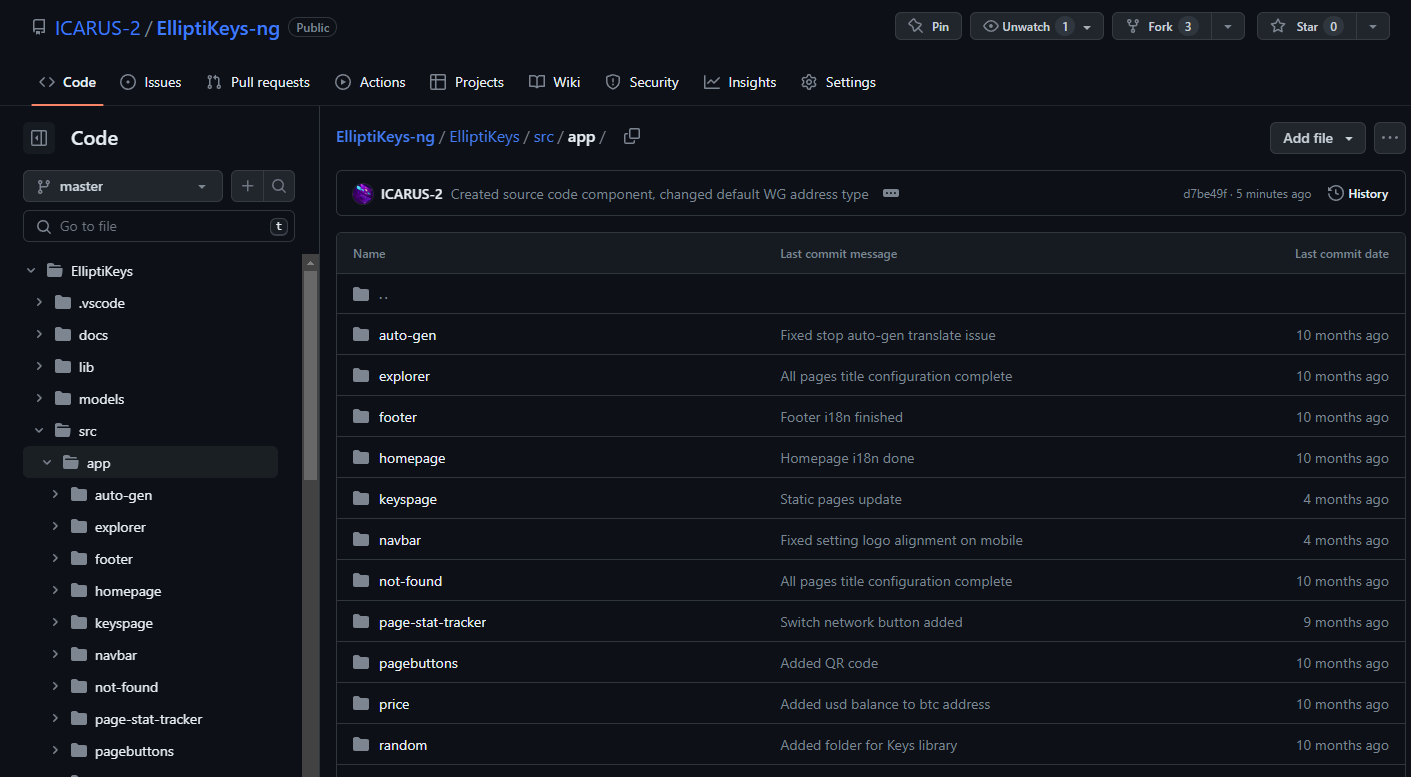 ICARUS-2 / ElliptiKeys-ng Public
Pin
Unwatch 1
Fork 3
Star 0
Code
Issues
Pull requests
Actions
Projects
Wiki
Security
Insights
Settings
Code
master
Go to file
t
ElliptiKeys
.vscode
docs
lib
models
src
app
auto-gen
explorer
footer
homepage
keyspage
navbar
not-found
page-stat-tracker
pagebuttons
ElliptiKeys-ng / ElliptiKeys / src / app /
Add file
ICARUS-2 Created source code component, changed default WG address type
d7be49f · 5 minutes ago
History
Name Last commit message Last commit date
..
auto-gen Fixed stop auto-gen translate issue 10 months ago
explorer All pages title configuration complete 10 months ago
footer Footer i18n finished 10 months ago
homepage Homepage i18n done 10 months ago
keyspage Static pages update 4 months ago
navbar Fixed setting logo alignment on mobile 4 months ago
not-found All pages title configuration complete 10 months ago
page-stat-tracker Switch network button added 9 months ago
pagebuttons Added QR code 10 months ago
price Added usd balance to btc address 10 months ago
random Added folder for Keys library 10 months ago